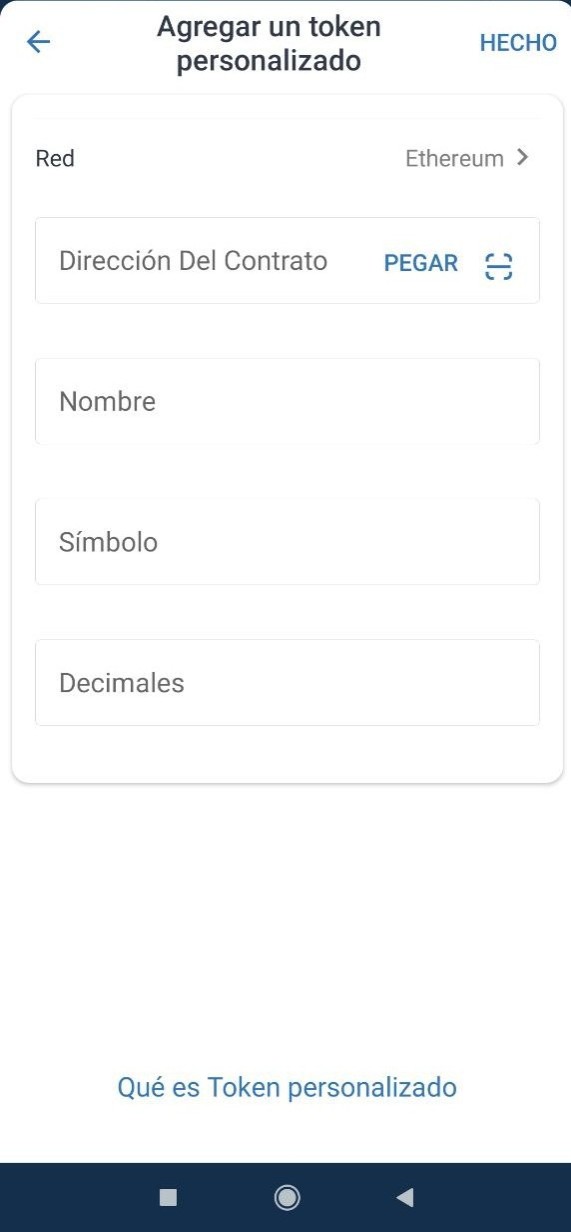 Agregar un token
personalizado
HECHO
Red
Ethereum
Dirección Del Contrato
PEGAR
Nombre
Símbolo
Decimales
Qué es Token personalizado